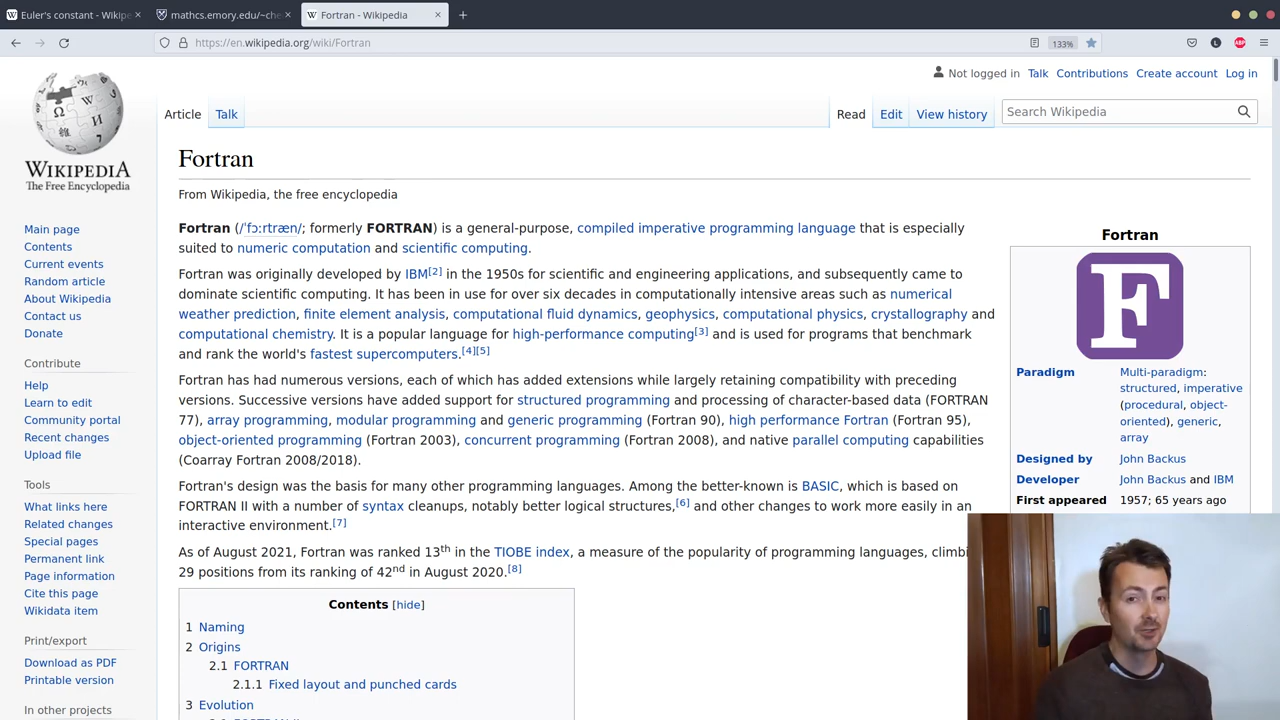 Euler's constant - Wikipe
mathcs.emory.edu/~che
Fortran - Wikipedia
https://en.wikipedia.org/wiki/Fortran
133%
Not logged in Talk Contributions Create account Log in
Article Talk
Read Edit View history
Search Wikipedia
WIKIPEDIA
The Free Encyclopedia
Main page
Contents
Current events
Random article
About Wikipedia
Contact us
Donate
Contribute
Help
Learn to edit
Community portal
Recent changes
Upload file
Tools
What links here
Related changes
Special pages
Permanent link
Page information
Cite this page
Wikidata item
Print/export
Download as PDF
Printable version
In other projects
Fortran
From Wikipedia, the free encyclopedia
Fortran (/ˈfɔːrtræn/; formerly FORTRAN) is a general-purpose, compiled imperative programming language that is especially
suited to numeric computation and scientific computing.
Fortran was originally developed by IBM[2] in the 1950s for scientific and engineering applications, and subsequently came to
dominate scientific computing. It has been in use for over six decades in computationally intensive areas such as numerical
weather prediction, finite element analysis, computational fluid dynamics, geophysics, computational physics, crystallography and
computational chemistry. It is a popular language for high-performance computing[3] and is used for programs that benchmark
and rank the world's fastest supercomputers.[4][5]
Fortran has had numerous versions, each of which has added extensions while largely retaining compatibility with preceding
versions. Successive versions have added support for structured programming and processing of character-based data (FORTRAN
77), array programming, modular programming and generic programming (Fortran 90), high performance Fortran (Fortran 95),
object-oriented programming (Fortran 2003), concurrent programming (Fortran 2008), and native parallel computing capabilities
(Coarray Fortran 2008/2018).
Fortran's design was the basis for many other programming languages. Among the better-known is BASIC, which is based on
FORTRAN II with a number of syntax cleanups, notably better logical structures,[6] and other changes to work more easily in an
interactive environment.[7]
As of August 2021, Fortran was ranked 13th in the TIOBE index, a measure of the popularity of programming languages, climbi
29 positions from its ranking of 42nd in August 2020.[8]
Contents [hide]
1 Naming
2 Origins
2.1 FORTRAN
2.1.1 Fixed layout and punched cards
3 Evolution
Fortran
F
Paradigm Multi-paradigm:
structured, imperative
(procedural, object-
oriented), generic,
array
Designed by John Backus
Developer John Backus and IBM
First appeared 1957; 65 years ago